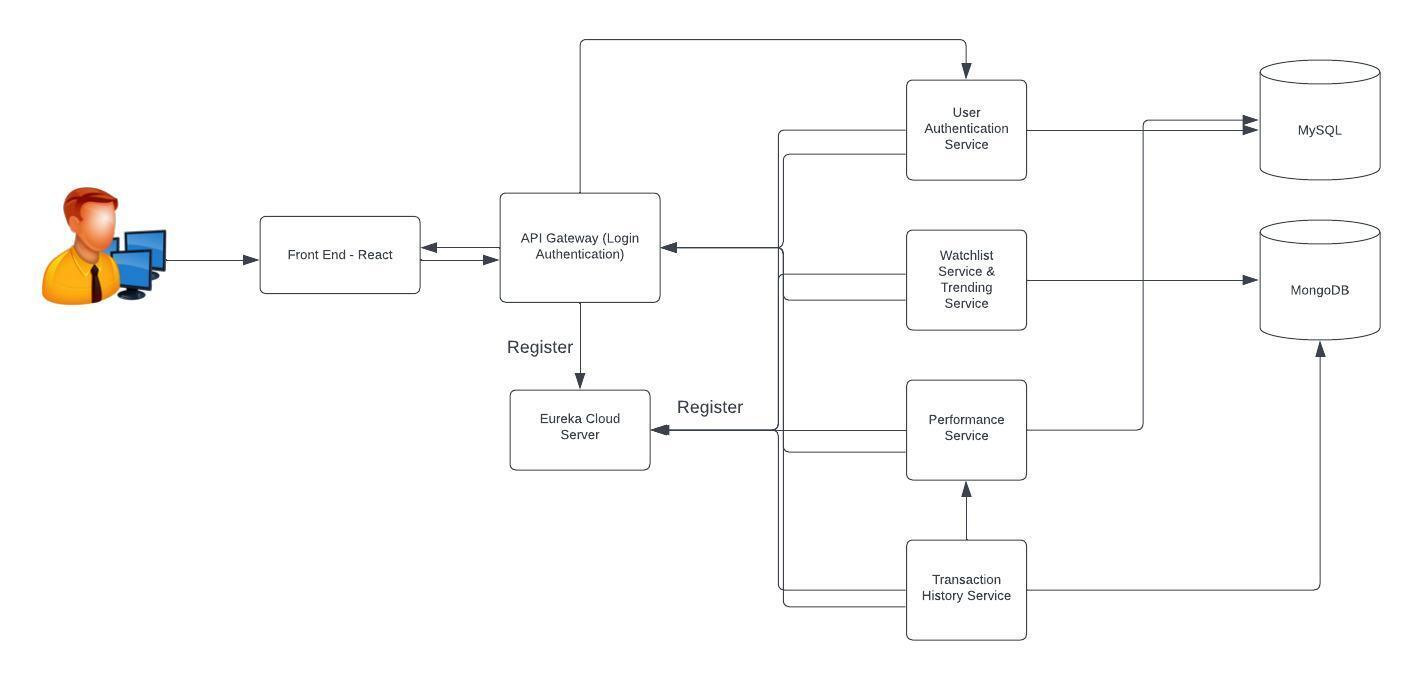 User
Authentication
Service
MySQL
API Gateway (Login
Authentication)
Front End - React
Watchlist
Service &
Trending
Service
MongoDB
Register
Eureka Cloud
Server
Register
Performance
Service
Transaction
History Service